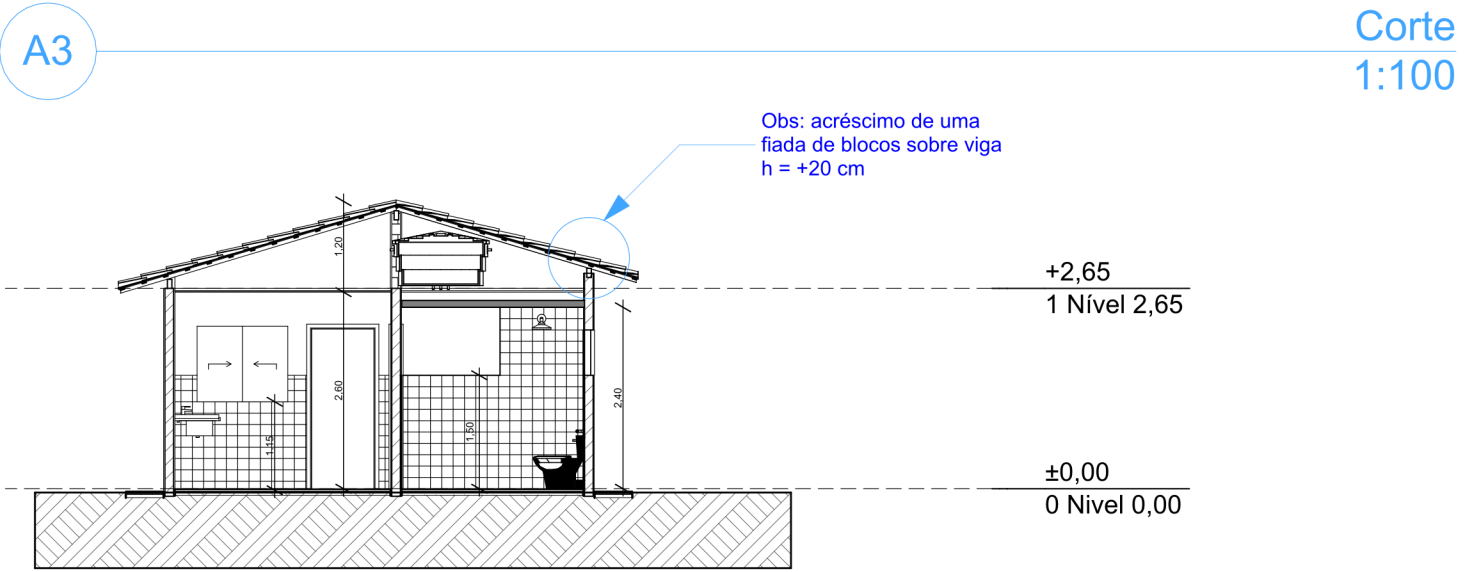 A3
Corte
1:100
Obs: acréscimo de uma
fiada de blocos sobre viga
h = +20 cm
1,20
+2,65
1 Nível 2,65
2,60
2,40
1,50
1,15
±0,00
0 Nivel 0,00